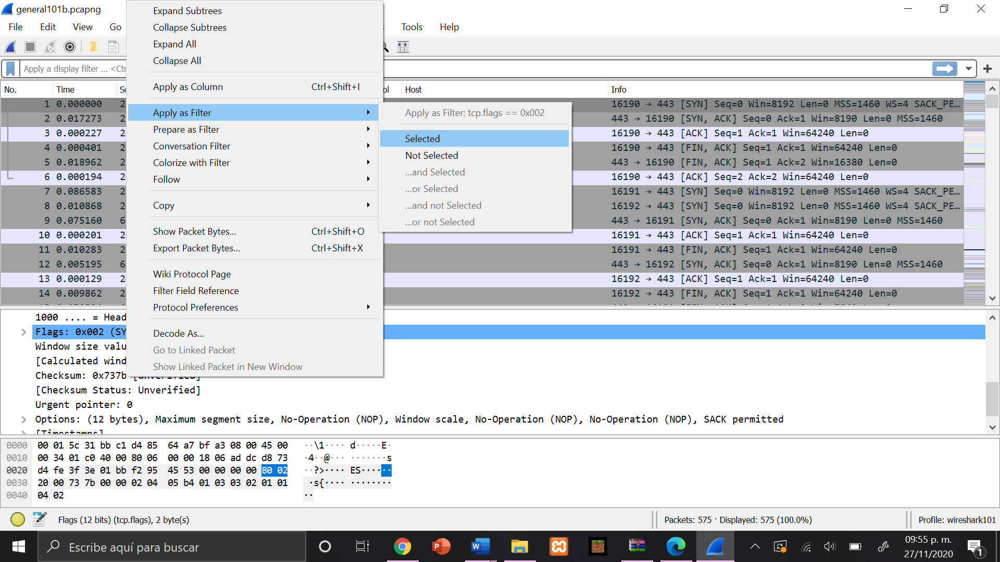 general101b.pcapng
File Edit View Go Tools Help
Apply a display filter ... <Ctr
Expand Subtrees
Collapse Subtrees
Expand All
Collapse All
Apply as Column Ctrl+Shift+I
Apply as Filter
Prepare as Filter
Conversation Filter
Colorize with Filter
Follow
Copy
Show Packet Bytes... Ctrl+Shift+O
Export Packet Bytes... Ctrl+Shift+X
Wiki Protocol Page
Filter Field Reference
Protocol Preferences
Decode As...
Go to Linked Packet
Show Linked Packet in New Window
Apply as Filter: tcp.flags == 0x002
Selected
Not Selected
...and Selected
...or Selected
...and not Selected
...or not Selected
No. Time So ol Host Info
1 0.000000 2 16190 → 443 [SYN] Seq=0 Win=8192 Len=0 MSS=1460 WS=4 SACK_PE…
2 0.017273 2 443 → 16190 [SYN, ACK] Seq=0 Ack=1 Win=8190 Len=0 MSS=1460
3 0.000227 2 16190 → 443 [ACK] Seq=1 Ack=1 Win=64240 Len=0
4 0.000401 2 16190 → 443 [FIN, ACK] Seq=1 Ack=1 Win=64240 Len=0
5 0.018962 2 443 → 16190 [FIN, ACK] Seq=1 Ack=2 Win=16380 Len=0
6 0.000194 2 16190 → 443 [ACK] Seq=2 Ack=2 Win=64240 Len=0
7 0.086583 2 16191 → 443 [SYN] Seq=0 Win=8192 Len=0 MSS=1460 WS=4 SACK_PE…
8 0.010868 2 16192 → 443 [SYN] Seq=0 Win=8192 Len=0 MSS=1460 WS=4 SACK_PE…
9 0.075160 6 443 → 16191 [SYN, ACK] Seq=0 Ack=1 Win=8190 Len=0 MSS=1460
10 0.000201 2 16191 → 443 [ACK] Seq=1 Ack=1 Win=64240 Len=0
11 0.010283 2 16191 → 443 [FIN, ACK] Seq=1 Ack=1 Win=64240 Len=0
12 0.005195 6 443 → 16192 [SYN, ACK] Seq=0 Ack=1 Win=8190 Len=0 MSS=1460
13 0.000129 2 16192 → 443 [ACK] Seq=1 Ack=1 Win=64240 Len=0
14 0.009862 2 16192 → 443 [FIN, ACK] Seq=1 Ack=1 Win=64240 Len=0
1000 .... = Head
Flags: 0x002 (SY
Window size valu
[Calculated wind
Checksum: 0x737b [unverified]
[Checksum Status: Unverified]
Urgent pointer: 0
Options: (12 bytes), Maximum segment size, No-Operation (NOP), Window scale, No-Operation (NOP), No-Operation (NOP), SACK permitted
[Timestamps]
0000 00 01 5c 31 bb c1 d4 85 64 a7 bf a3 08 00 45 00 ··\1···· d·····E·
0010 00 34 01 c0 40 00 80 06 00 00 18 06 ad dc d8 73 ·4··@··· ·······s
0020 d4 fe 3f 3e 01 bb f2 95 45 53 00 00 00 00 80 02 ··?>···· ES······
0030 20 00 73 7b 00 00 02 04 05 b4 01 03 03 02 01 01 ·s{···· ········
0040 04 02 ··
Flags (12 bits) (tcp.flags), 2 byte(s) Packets: 575 · Displayed: 575 (100.0%) Profile: wireshark101
Escribe aquí para buscar
09:55 p. m.
27/11/2020
1